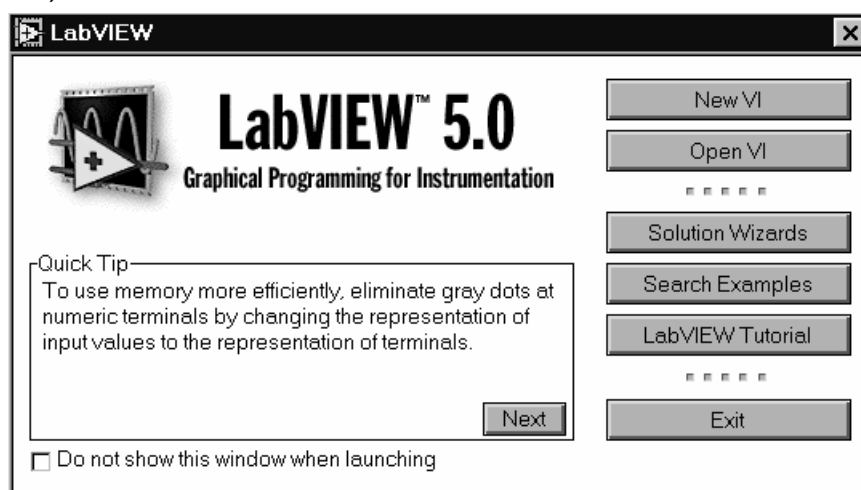 LabVIEW
LabVIEW™ 5.0
Graphical Programming for Instrumentation
Quick Tip
To use memory more efficiently, eliminate gray dots at
numeric terminals by changing the representation of
input values to the representation of terminals.
Next
Do not show this window when launching
New VI
Open VI
Solution Wizards
Search Examples
LabVIEW Tutorial
Exit